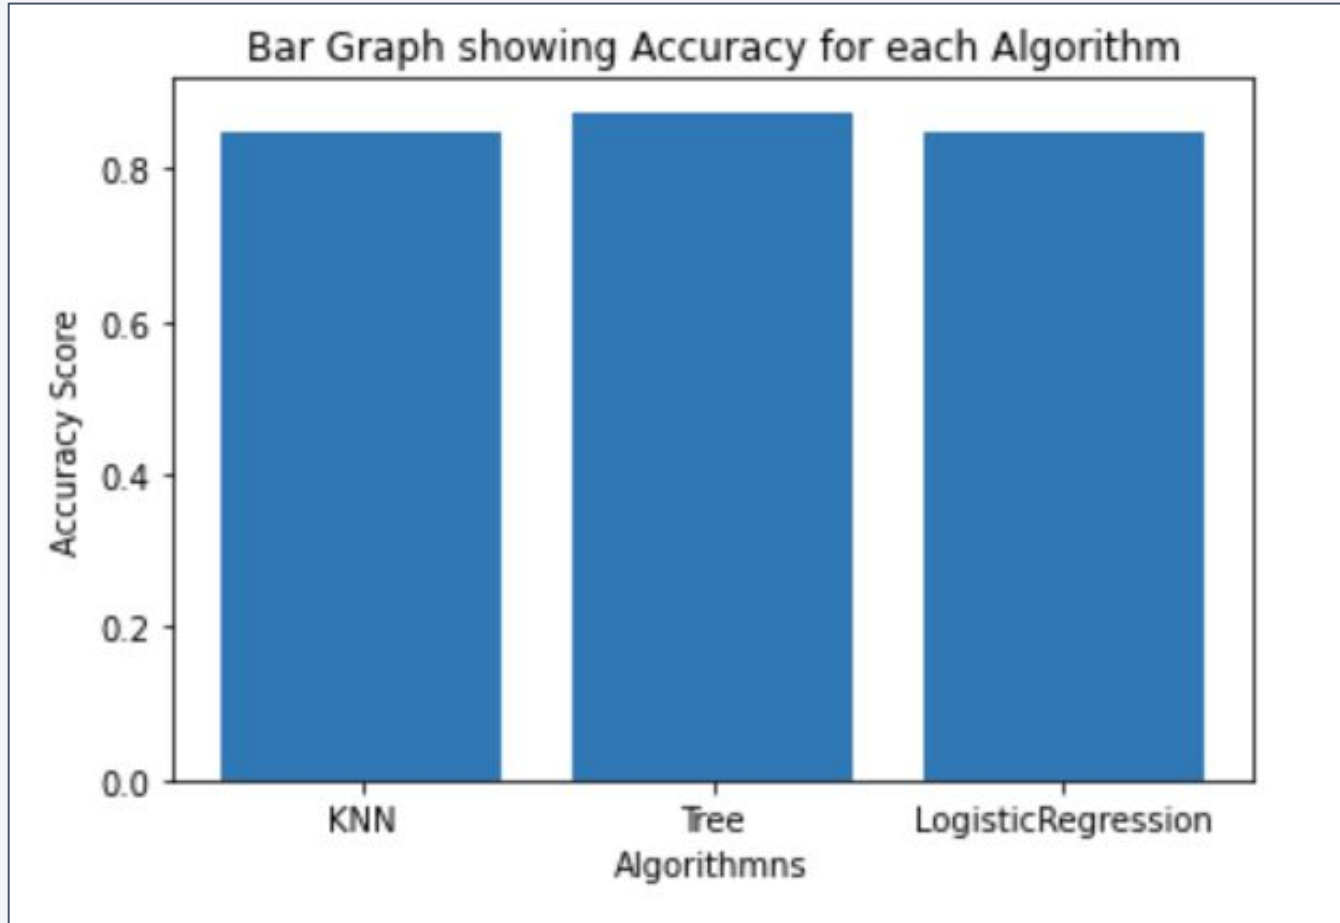 Bar Graph showing Accuracy for each Algorithm
0.8
0.6
0.4
0.2
0.0
Accuracy Score
KNN Tree LogisticRegression
Algorithmns